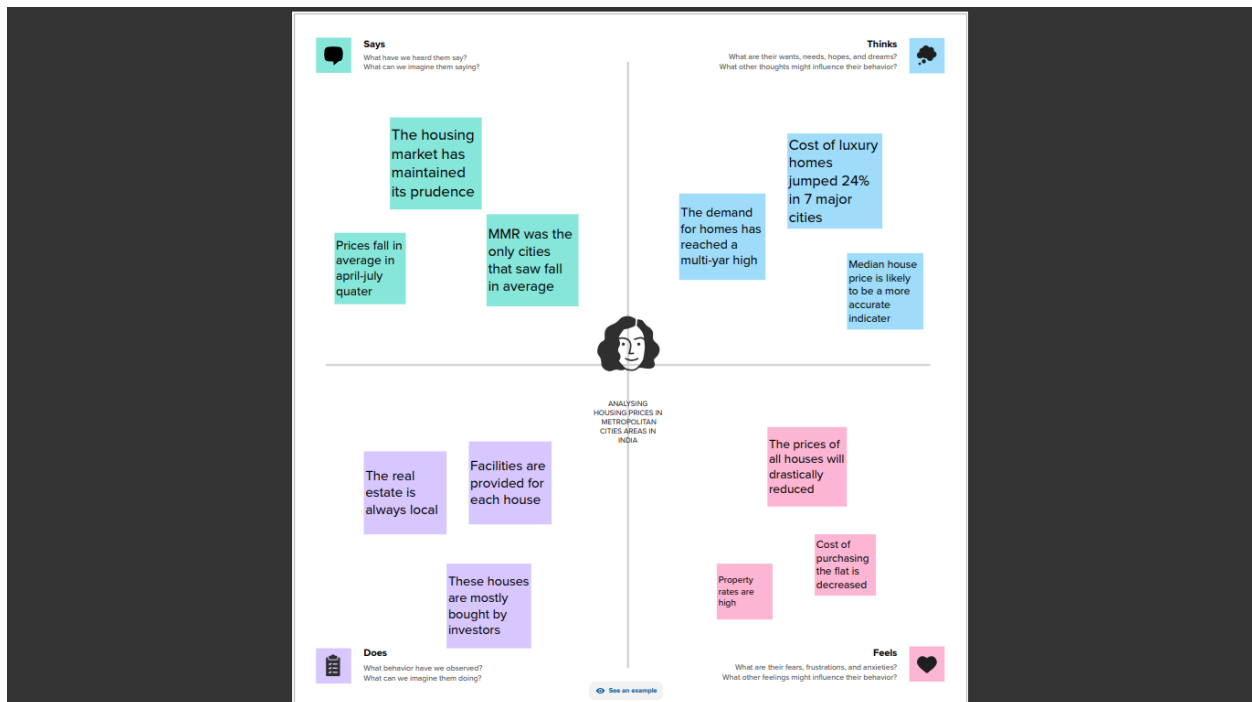 Says
What have we heard them say?
What can we imagine them saying?
Thinks
What are their wants, needs, hopes, and dreams?
What other thoughts might influence their behavior?
The housing
market has
maintained
its prudence
MMR was the
only cities
that saw fall
in average
Prices fall in
average in
april-july
quater
Cost of luxury
homes
jumped 24%
in 7 major
cities
The demand
for homes has
reached a
multi-yar high
Median house
price is likely
to be a more
accurate
indicater
ANALYSING
HOUSING PRICES IN
METROPOLITAN
CITIES AREAS IN
INDIA
The real
estate is
always local
Facilities are
provided for
each house
These houses
are mostly
bought by
investors
The prices of
all houses will
drastically
reduced
Cost of
purchasing
the flat is
decreased
Property
rates are
high
Does
What behavior have we observed?
What can we imagine them doing?
Feels
What are their fears, frustrations, and anxieties?
What other feelings might influence their behavior?
See an example